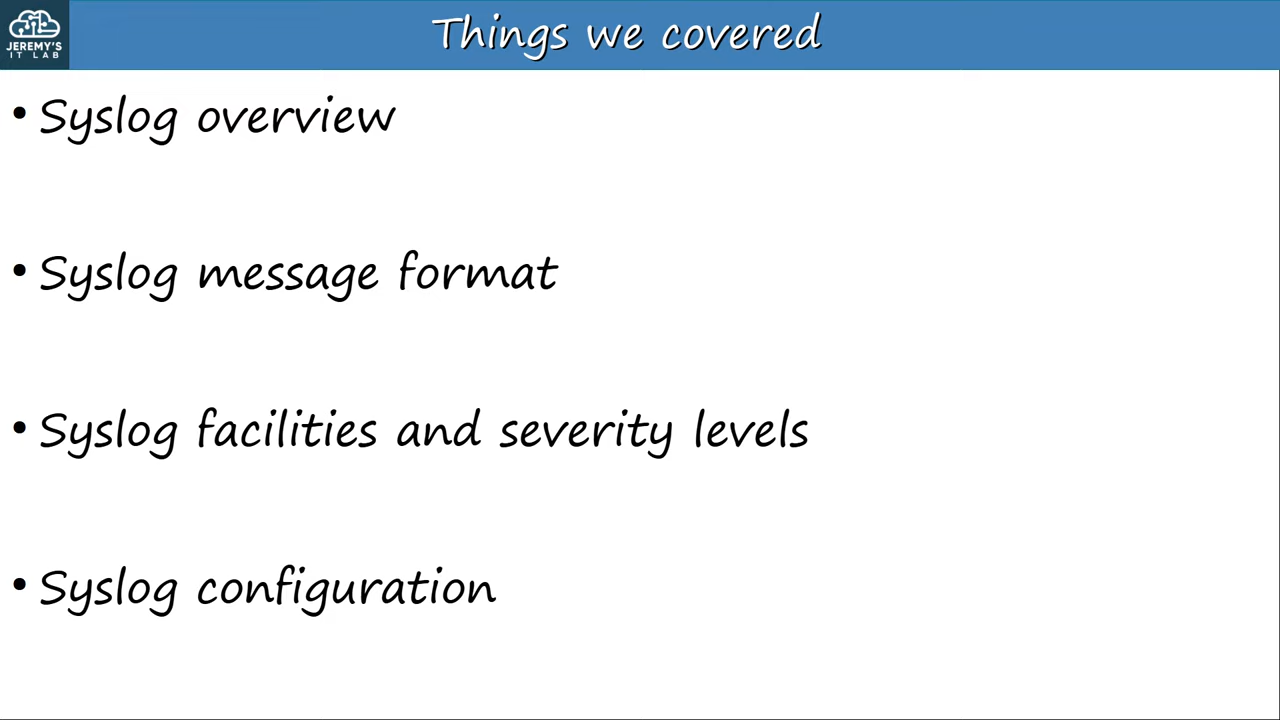 JEREMY'S
IT LAB
Things we covered
• Syslog overview
• Syslog message format
• Syslog facilities and severity levels
• Syslog configuration